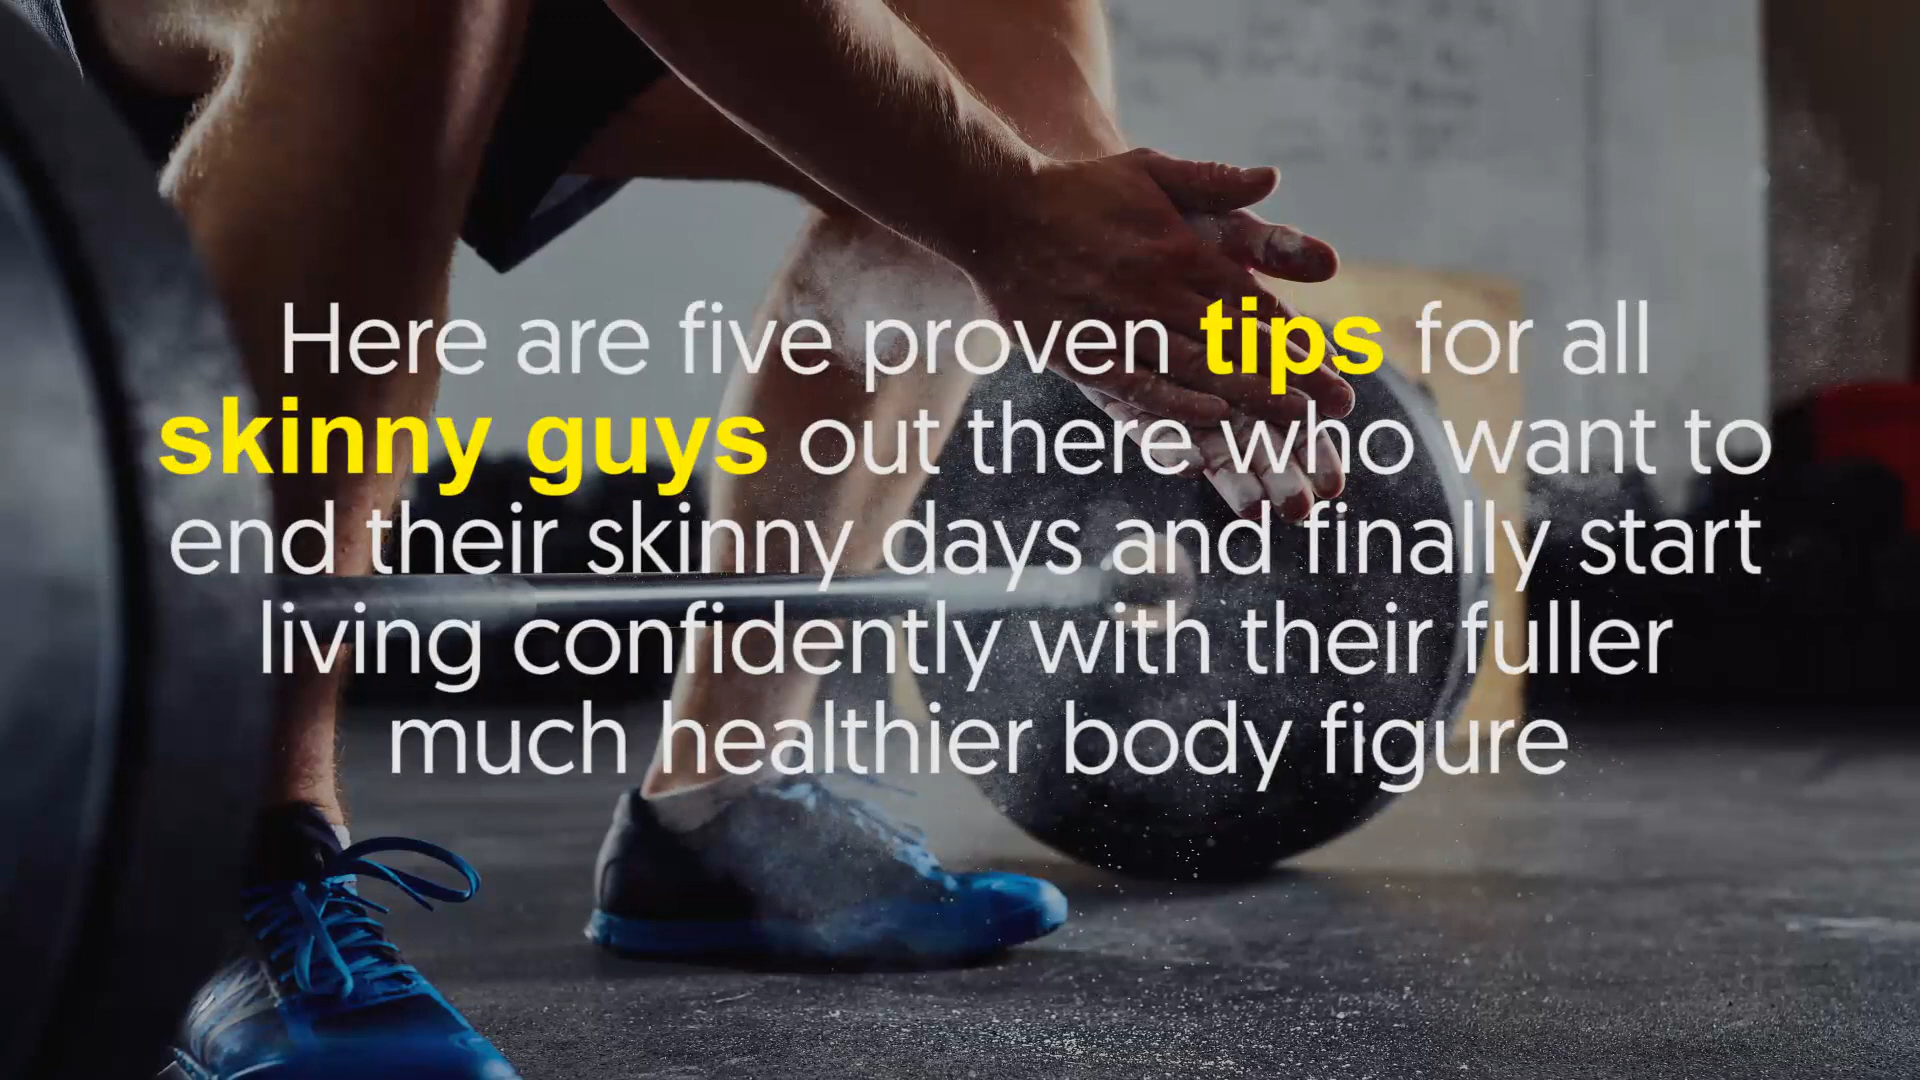 Here are five proven tips for all
skinny guys out there who want to
end their skinny days and finally start
living confidently with their fuller
much healthier body figure